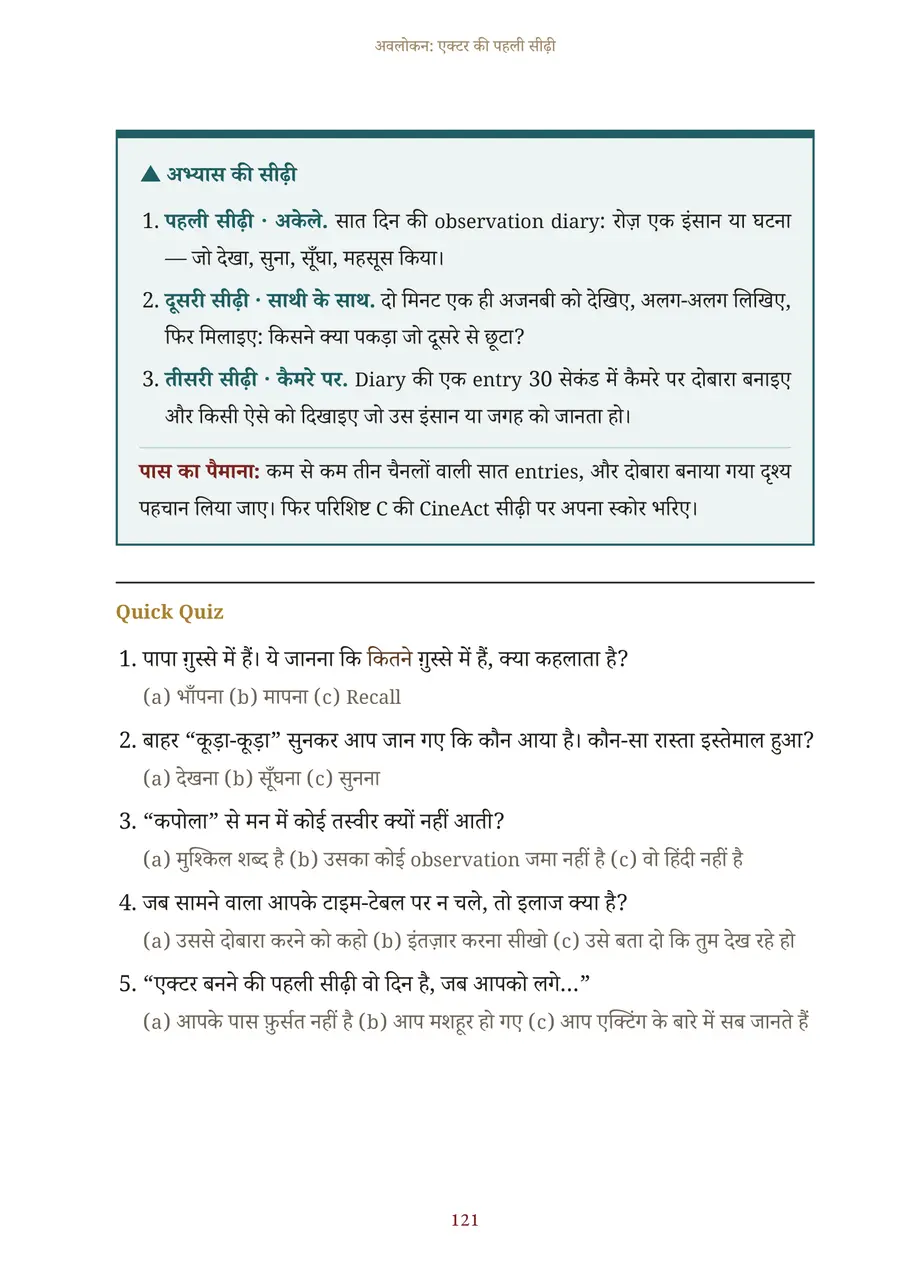 अवलोकन: एक्टर की पहली सीढ़ी
▲ अभ्यास की सीढ़ी
1. पहली सीढ़ी · अकेले. सात दिन की observation diary: रोज़ एक इंसान या घटना
— जो देखा, सुना, सूँघा, महसूस किया।
2. दूसरी सीढ़ी · साथी के साथ. दो मिनट एक ही अजनबी को देखिए, अलग-अलग लिखिए,
फिर मिलाइए: किसने क्या पकड़ा जो दूसरे से छूटा?
3. तीसरी सीढ़ी · कैमरे पर. Diary की एक entry 30 सेकंड में कैमरे पर दोबारा बनाइए
और किसी ऐसे को दिखाइए जो उस इंसान या जगह को जानता हो।
पास का पैमाना: कम से कम तीन चैनलों वाली सात entries, और दोबारा बनाया गया दृश्य
पहचान लिया जाए। फिर परिशिष्ट C की CineAct सीढ़ी पर अपना स्कोर भरिए।
Quick Quiz
1. पापा ग़ुस्से में हैं। ये जानना कि कितने ग़ुस्से में हैं, क्या कहलाता है?
(a) भाँपना (b) मापना (c) Recall
2. बाहर “कूड़ा-कूड़ा” सुनकर आप जान गए कि कौन आया है। कौन-सा रास्ता इस्तेमाल हुआ?
(a) देखना (b) सूँघना (c) सुनना
3. “कपोला” से मन में कोई तस्वीर क्यों नहीं आती?
(a) मुश्किल शब्द है (b) उसका कोई observation जमा नहीं है (c) वो हिंदी नहीं है
4. जब सामने वाला आपके टाइम-टेबल पर न चले, तो इलाज क्या है?
(a) उससे दोबारा करने को कहो (b) इंतज़ार करना सीखो (c) उसे बता दो कि तुम देख रहे हो
5. “एक्टर बनने की पहली सीढ़ी वो दिन है, जब आपको लगे…”
(a) आपके पास फ़ुर्सत नहीं है (b) आप मशहूर हो गए (c) आप एक्टिंग के बारे में सब जानते हैं
121